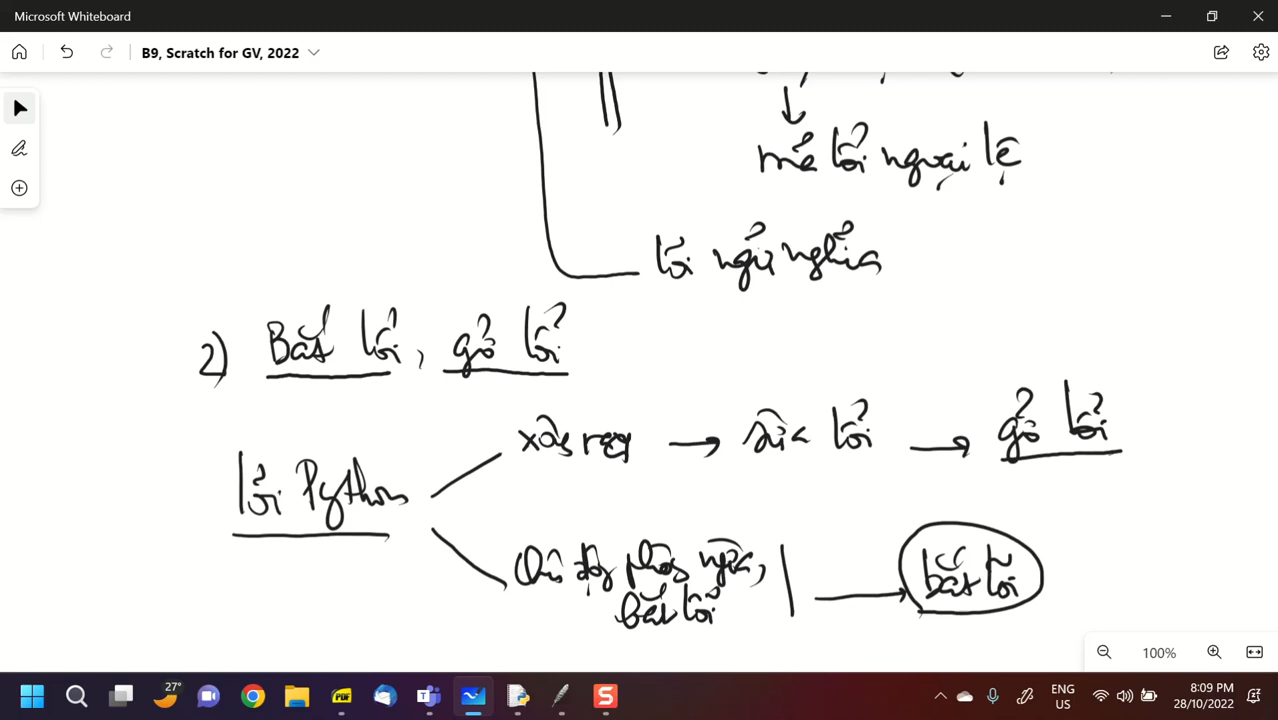 Microsoft Whiteboard
B9, Scratch for GV, 2022
mã lỗi ngoại lệ
lỗi ngữ nghĩa
2) Bắt lỗi, gỡ lỗi
xảy ra → sửa lỗi → gỡ lỗi
lỗi Python
chủ động phòng ngừa,
bắt lỗi → bắt lỗi
100%
27°
PDF
ENG
US
8:09 PM
28/10/2022